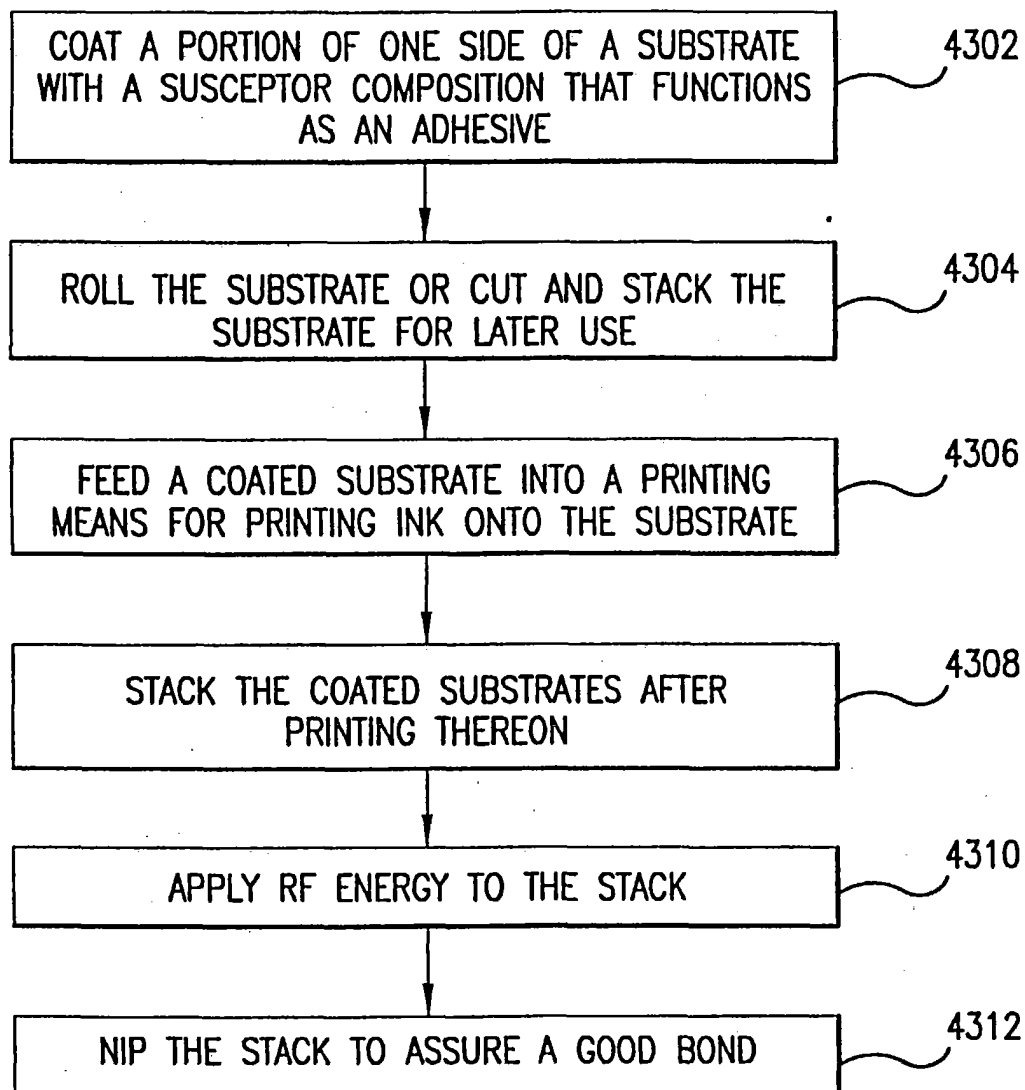 COAT A PORTION OF ONE SIDE OF A SUBSTRATE
WITH A SUSCEPTOR COMPOSITION THAT FUNCTIONS
AS AN ADHESIVE
4302
ROLL THE SUBSTRATE OR CUT AND STACK THE
SUBSTRATE FOR LATER USE
4304
FEED A COATED SUBSTRATE INTO A PRINTING
MEANS FOR PRINTING INK ONTO THE SUBSTRATE
4306
STACK THE COATED SUBSTRATES AFTER
PRINTING THEREON
4308
APPLY RF ENERGY TO THE STACK
4310
NIP THE STACK TO ASSURE A GOOD BOND
4312